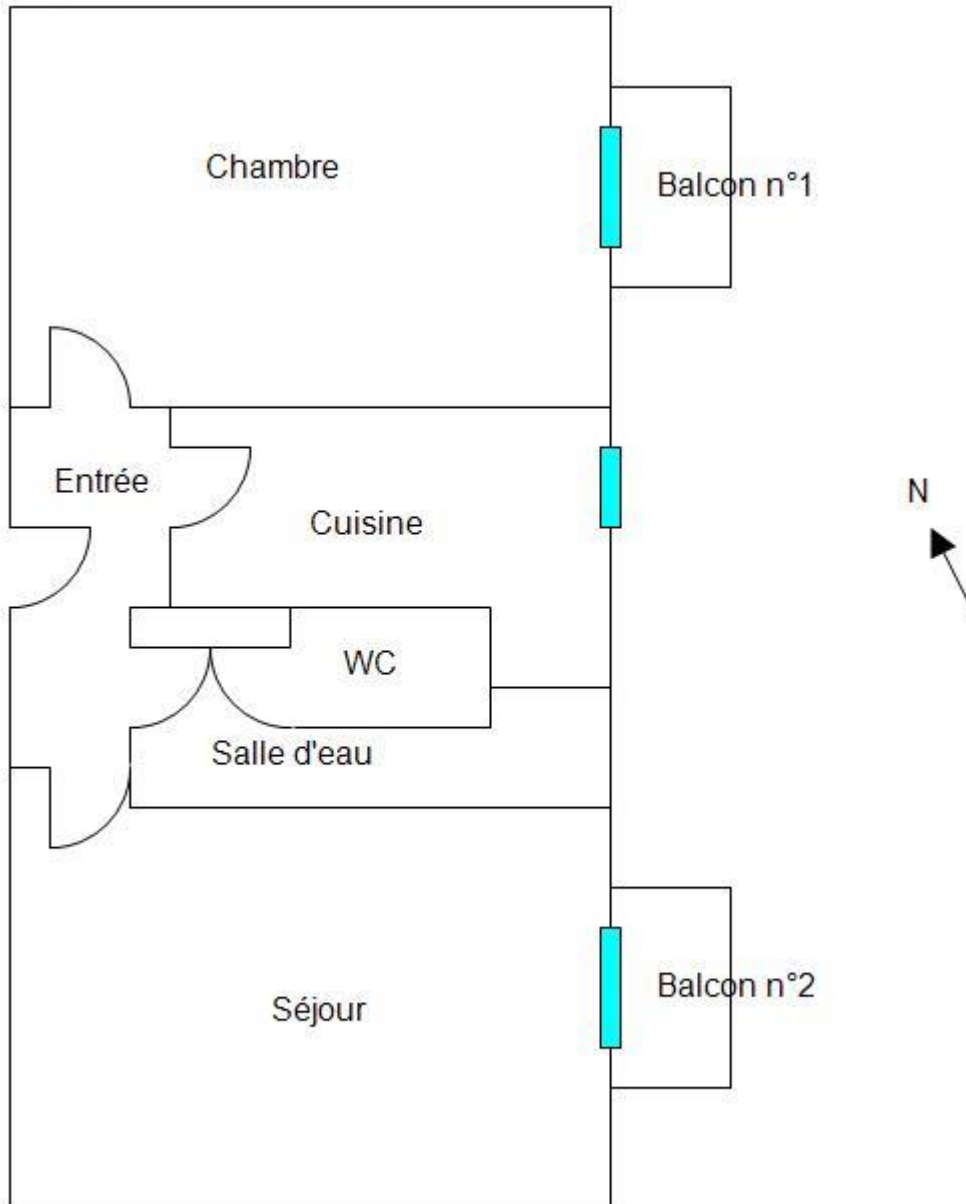 Chambre
Balcon n°1
Entrée
N
Cuisine
WC
Salle d'eau
Séjour
Balcon n°2